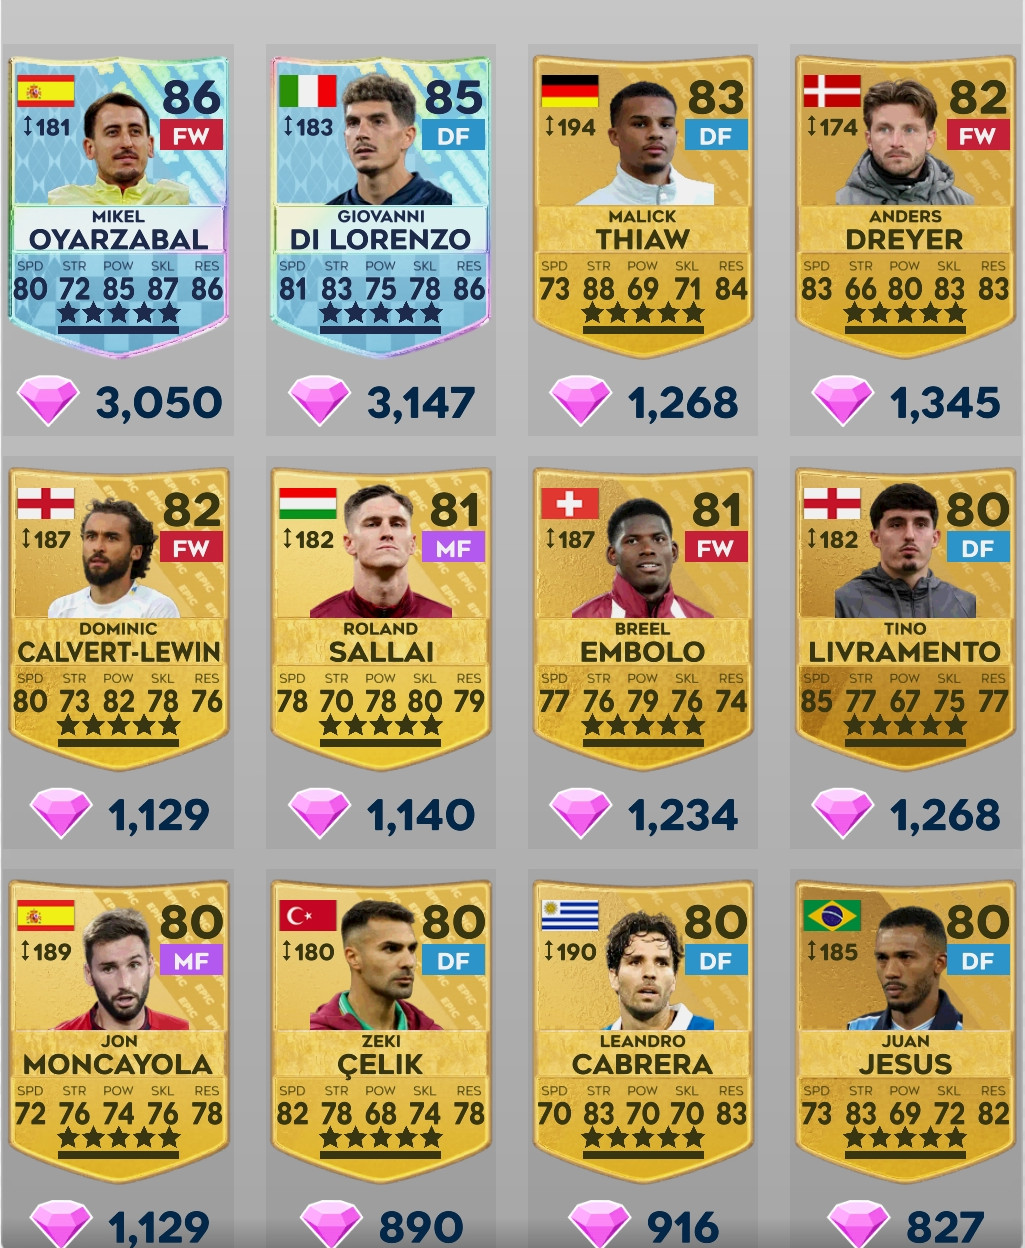 86
181
FW
MIKEL
OYARZABAL
SPD STR POW SKL RES
80 72 85 87 86
3,050
85
183
DF
GIOVANNI
DI LORENZO
SPD STR POW SKL RES
81 83 75 78 86
3,147
83
194
DF
MALICK
THIAW
SPD STR POW SKL RES
73 88 69 71 84
1,268
82
174
FW
ANDERS
DREYER
SPD STR POW SKL RES
83 66 80 83 83
1,345
82
187
FW
DOMINIC
CALVERT-LEWIN
SPD STR POW SKL RES
80 73 82 78 76
1,129
81
182
MF
ROLAND
SALLAI
SPD STR POW SKL RES
78 70 78 80 79
1,140
81
187
FW
BREEL
EMBOLO
SPD STR POW SKL RES
77 76 79 76 74
1,234
80
182
DF
TINO
LIVRAMENTO
SPD STR POW SKL RES
85 77 67 75 77
1,268
80
189
MF
JON
MONCAYOLA
SPD STR POW SKL RES
72 76 74 76 78
1,129
80
180
DF
ZEKI
ÇELIK
SPD STR POW SKL RES
82 78 68 74 78
890
80
190
DF
LEANDRO
CABRERA
SPD STR POW SKL RES
70 83 70 70 83
916
80
185
DF
JUAN
JESUS
SPD STR POW SKL RES
73 83 69 72 82
827